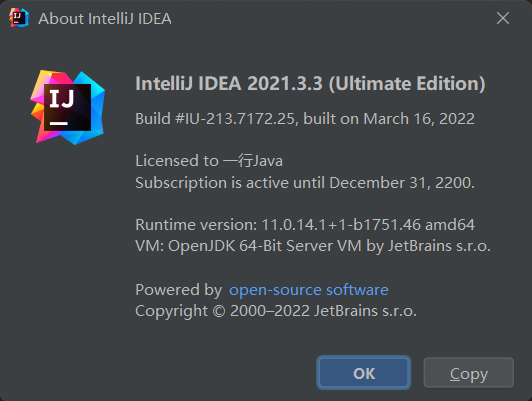 About IntelliJ IDEA
IJ
IntelliJ IDEA 2021.3.3 (Ultimate Edition)
Build #IU-213.7172.25, built on March 16, 2022
Licensed to 一行Java
Subscription is active until December 31, 2200.
Runtime version: 11.0.14.1+1-b1751.46 amd64
VM: OpenJDK 64-Bit Server VM by JetBrains s.r.o.
Powered by open-source software
Copyright © 2000–2022 JetBrains s.r.o.
OK
Copy